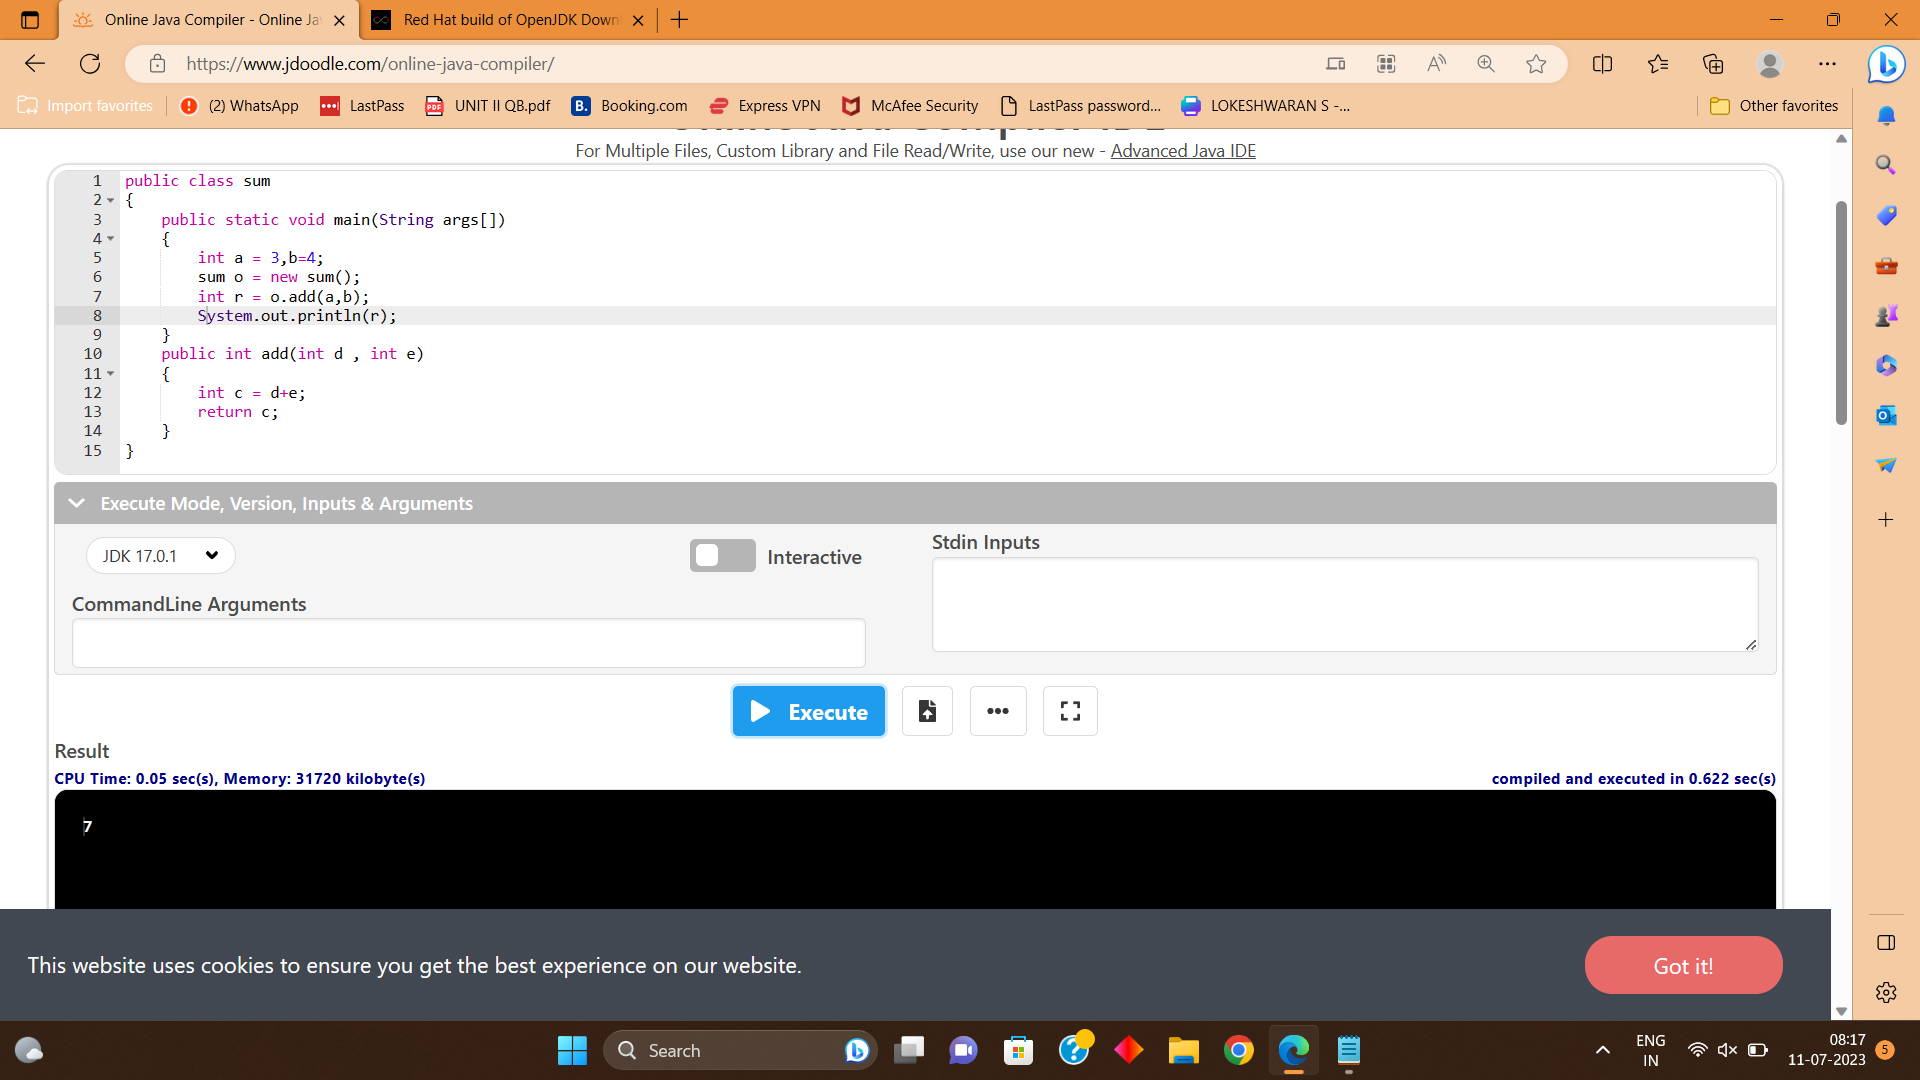 Online Java Compiler - Online Ja
Red Hat build of OpenJDK Down
https://www.jdoodle.com/online-java-compiler/
Import favorites
(2) WhatsApp
LastPass
UNIT II QB.pdf
Booking.com
Express VPN
McAfee Security
LastPass password...
LOKESHWARAN S -...
Other favorites
For Multiple Files, Custom Library and File Read/Write, use our new - Advanced Java IDE
1 public class sum
2 {
3 public static void main(String args[])
4 {
5 int a = 3,b=4;
6 sum o = new sum();
7 int r = o.add(a,b);
8 System.out.println(r);
9 }
10 public int add(int d , int e)
11 {
12 int c = d+e;
13 return c;
14 }
15 }
Execute Mode, Version, Inputs & Arguments
JDK 17.0.1
Interactive
Stdin Inputs
CommandLine Arguments
Execute
Result
CPU Time: 0.05 sec(s), Memory: 31720 kilobyte(s)
compiled and executed in 0.622 sec(s)
7
This website uses cookies to ensure you get the best experience on our website.
Got it!
Search
ENG
IN
08:17
11-07-2023
5